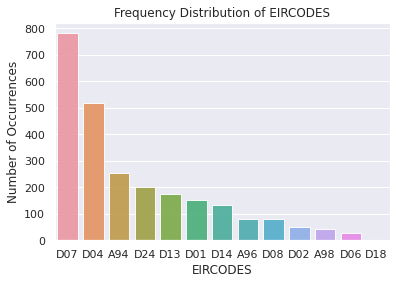 Frequency Distribution of EIRCODES
Number of Occurrences
800
700
600
500
400
300
200
100
0
D07 D04 A94 D24 D13 D01 D14 A96 D08 D02 A98 D06 D18
EIRCODES